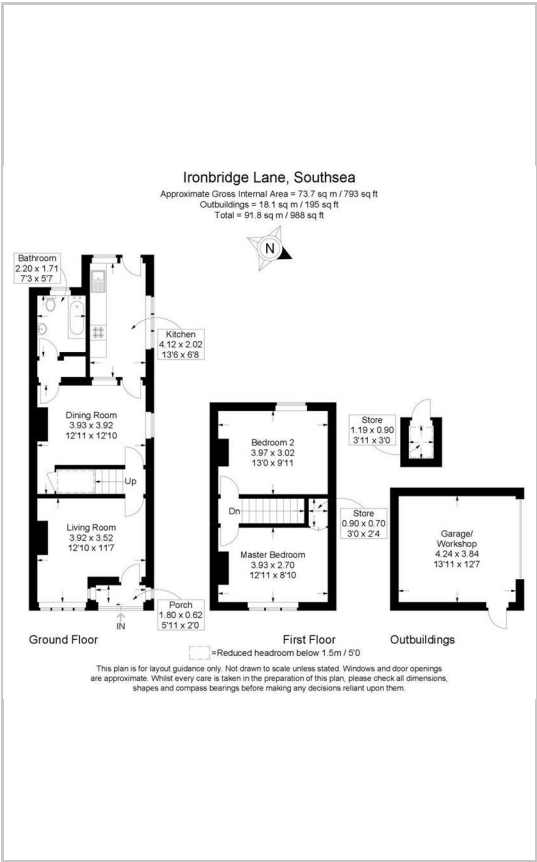 Ironbridge Lane, Southsea
Approximate Gross Internal Area = 73.7 sq m / 793 sq ft
Outbuildings = 18.1 sq m / 195 sq ft
Total = 91.8 sq m / 988 sq ft
N
Bathroom
2.20 x 1.71
7'3 x 5'7
Kitchen
4.12 x 2.02
13'6 x 6'8
Dining Room
3.93 x 3.92
12'11 x 12'10
Up
Living Room
3.92 x 3.52
12'10 x 11'7
Porch
1.80 x 0.62
5'11 x 2'0
IN
Ground Floor
Bedroom 2
3.97 x 3.02
13'0 x 9'11
Dn
Store
0.90 x 0.70
3'0 x 2'4
Master Bedroom
3.93 x 2.70
12'11 x 8'10
First Floor
Store
1.19 x 0.90
3'11 x 3'0
Garage/
Workshop
4.24 x 3.84
13'11 x 12'7
Outbuildings
=Reduced headroom below 1.5m / 5'0
This plan is for layout guidance only. Not drawn to scale unless stated. Windows and door openings
are approximate. Whilst every care is taken in the preparation of this plan, please check all dimensions,
shapes and compass bearings before making any decisions reliant upon them.